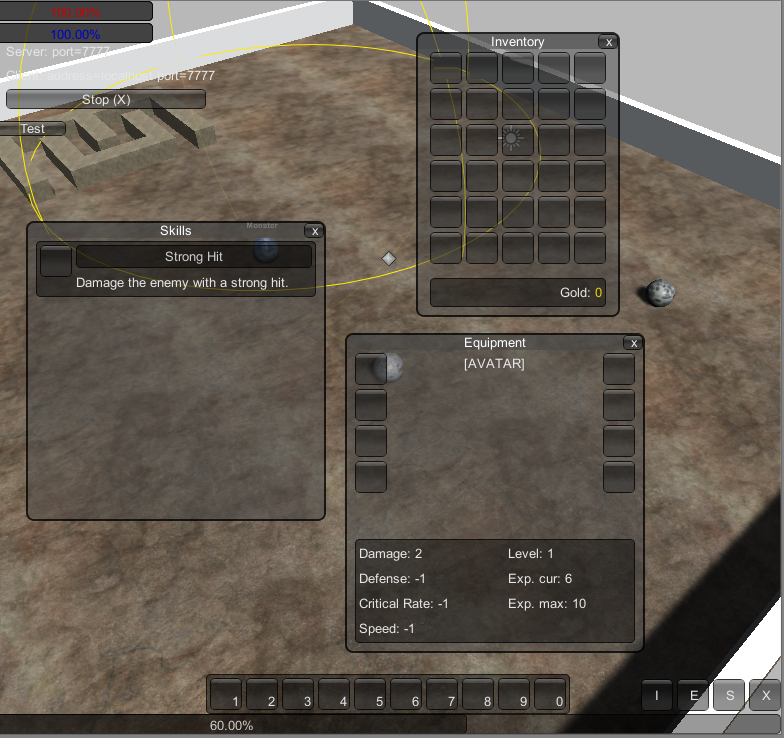 100.00%
100.00%
Server: port=7777
address=localhost port=7777
Stop (X)
Test
Inventory
x
Gold: 0
Skills
x
Monster
Strong Hit
Damage the enemy with a strong hit.
Equipment
x
[AVATAR]
Damage: 2
Level: 1
Defense: -1
Exp. cur: 6
Critical Rate: -1
Exp. max: 10
Speed: -1
1 2 3 4 5 6 7 8 9 0
I E S X
60.00%